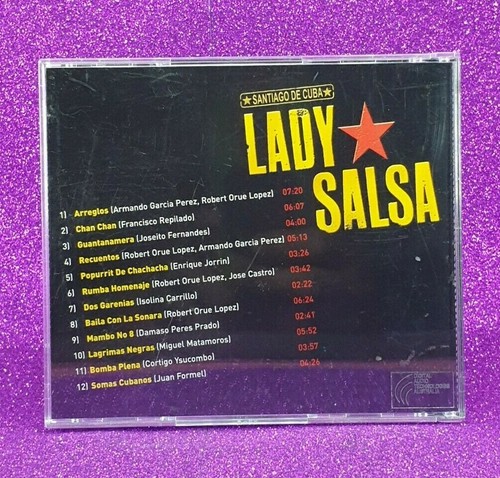 ★ SANTIAGO DE CUBA ★
LADY ★
SALSA
1) Arreglos (Armando Garcia Perez, Robert Orue Lopez) 07:20
2) Chan Chan (Francisco Repilado) 06:07
3) Guantanamera (Joseito Fernandes) 04:00
4) Recuentos (Robert Orue Lopez, Armando Garcia Perez) 05:13
5) Popurrit De Chachacha (Enrique Jorrin) 03:26
6) Rumba Homenaje (Robert Orue Lopez, Jose Castro) 03:42
7) Dos Garenias (Isolina Carrillo) 02:22
8) Baila Con La Sonara (Robert Orue Lopez) 06:24
9) Mambo No 8 (Damaso Peres Prado) 02:41
10) Lagrimas Negras (Miguel Matamoros) 05:52
11) Bomba Plena (Cortigo Ysucombo) 03:57
12) Somas Cubanos (Juan Formel) 04:26
DIGITAL
AUDIO
TECHNOLOGIES
AUSTRALIA